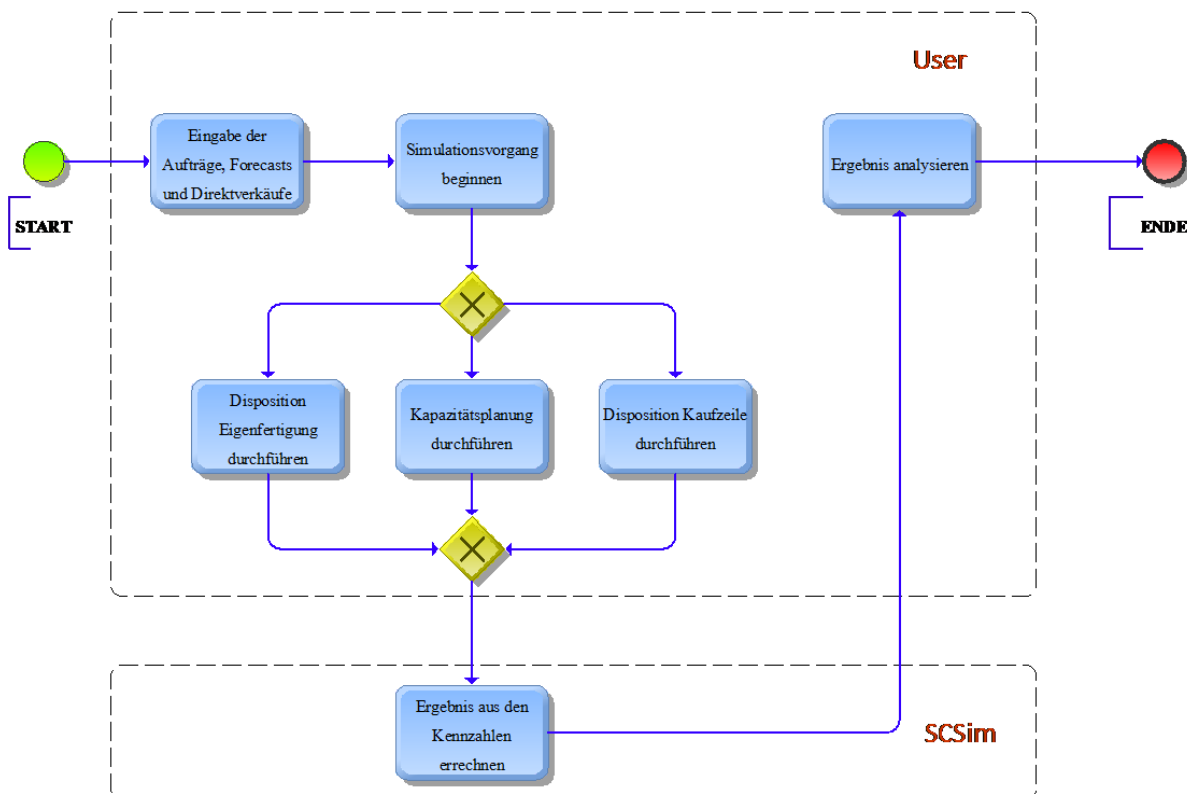 User
Eingabe der
Aufträge, Forecasts
und Direktverkäufe
Simulationsvorgang
beginnen
Ergebnis analysieren
START
ENDE
Disposition
Eigenfertigung
durchführen
Kapazitätsplanung
durchführen
Disposition Kaufzeile
durchführen
Ergebnis aus den
Kennzahlen
errechnen
SCSim